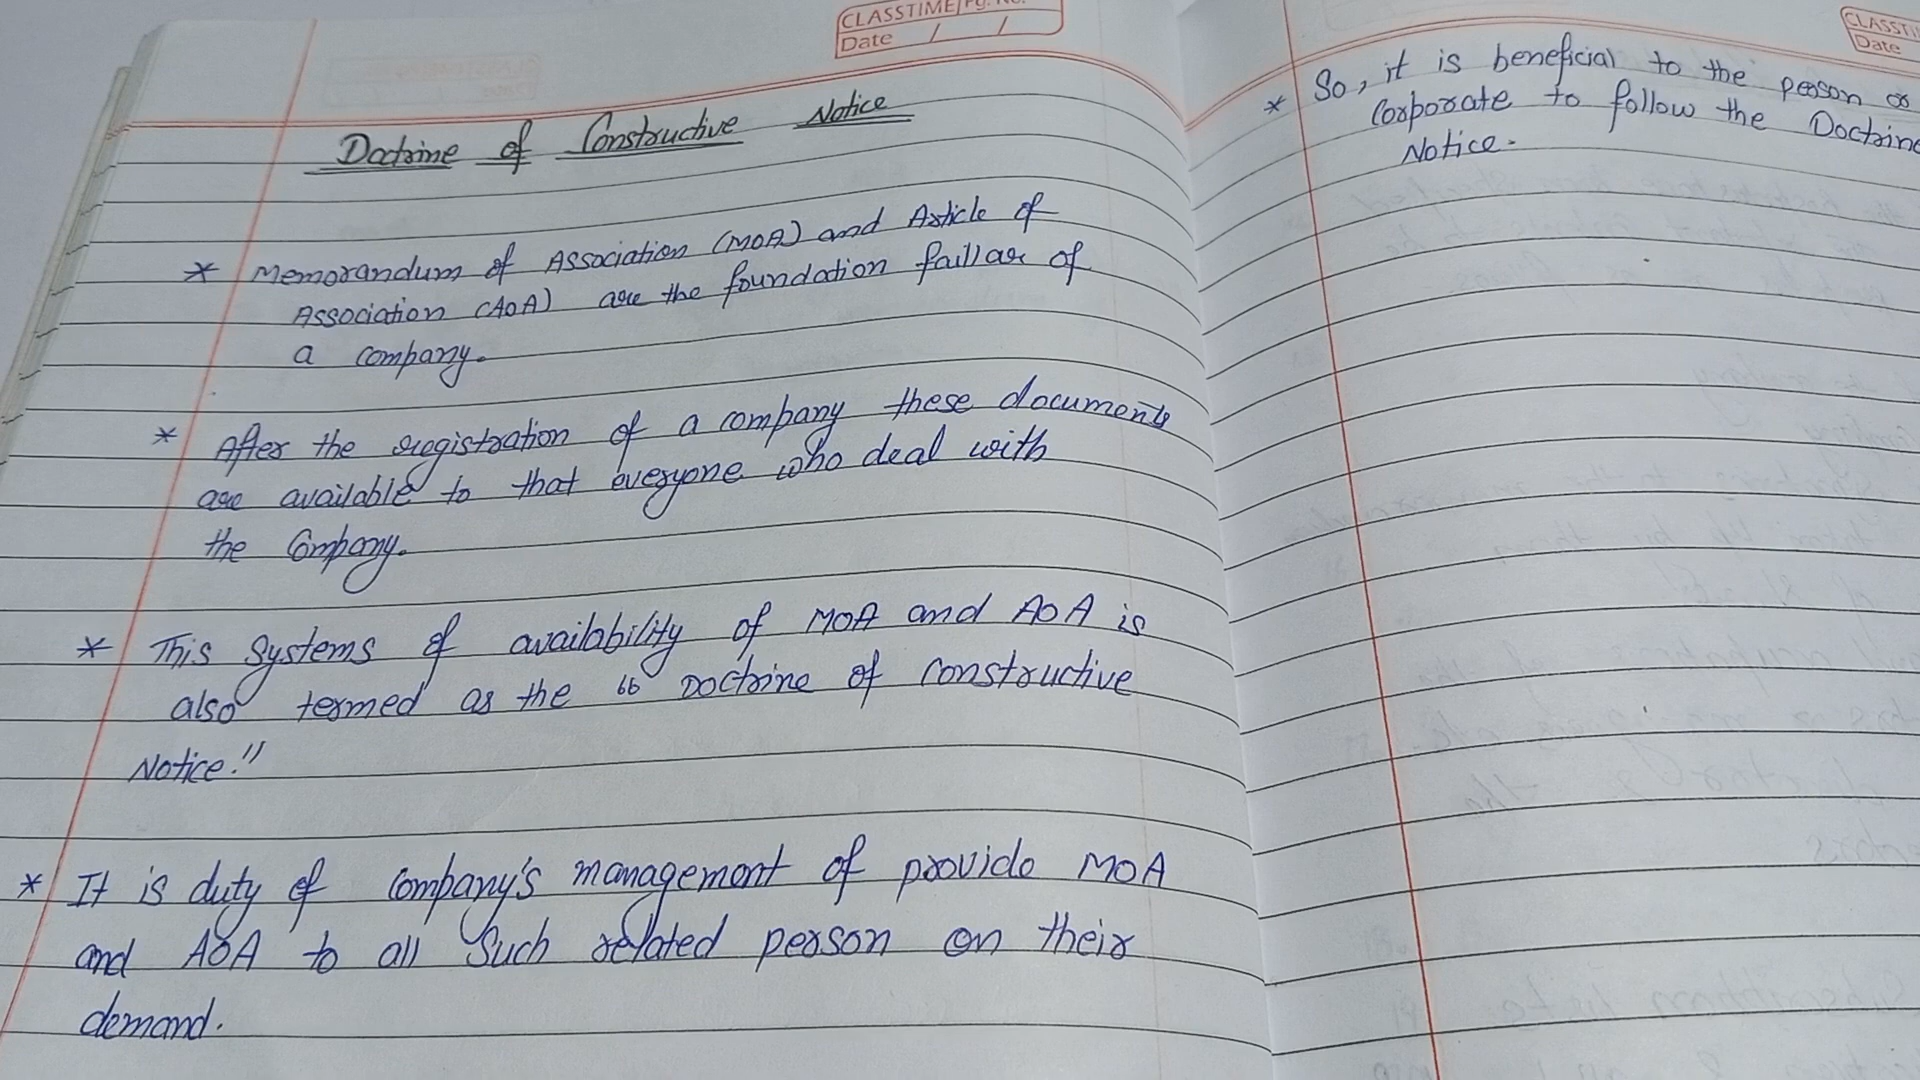 CLASSTIME Pg. No.
Date / /
Doctrine of Constructive Notice
* Memorandum of Association (MOA) and Article of
Association (AOA) are the foundation faillar of
a company.
* After the registration of a company these documents
are available to that everyone who deal with
the Company.
* This Systems of availability of MOA and AOA is
also termed as the " Doctrine of constructive
Notice."
* It is duty of Company's management of provide MOA
and AOA to all Such related person on their
demand.
Date
* So, it is beneficial to the person or
Corporate to follow the Doctrine
Notice.